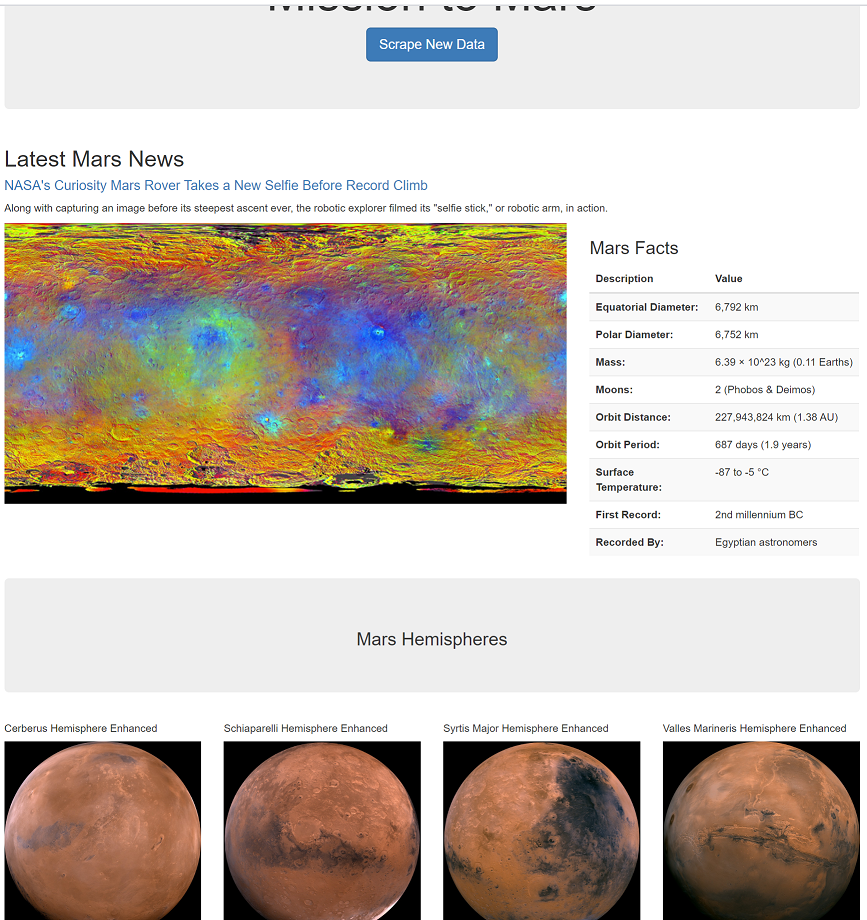 Mission to Mars
Scrape New Data
Latest Mars News
NASA's Curiosity Mars Rover Takes a New Selfie Before Record Climb
Along with capturing an image before its steepest ascent ever, the robotic explorer filmed its "selfie stick," or robotic arm, in action.
Mars Facts
Description Value
Equatorial Diameter: 6,792 km
Polar Diameter: 6,752 km
Mass: 6.39 × 10^23 kg (0.11 Earths)
Moons: 2 (Phobos & Deimos)
Orbit Distance: 227,943,824 km (1.38 AU)
Orbit Period: 687 days (1.9 years)
Surface -87 to -5 °C
Temperature:
First Record: 2nd millennium BC
Recorded By: Egyptian astronomers
Mars Hemispheres
Cerberus Hemisphere Enhanced
Schiaparelli Hemisphere Enhanced
Syrtis Major Hemisphere Enhanced
Valles Marineris Hemisphere Enhanced